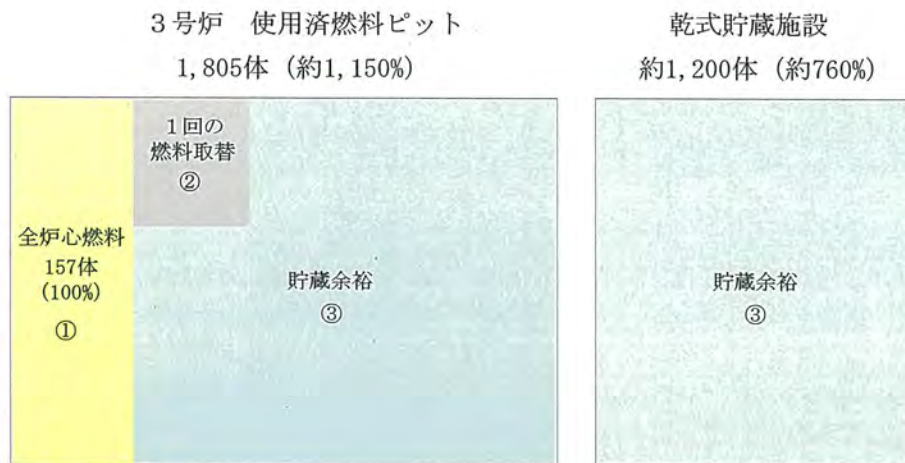 3号炉 使用済燃料ピット
1,805体 (約1,150%)
乾式貯蔵施設
約1,200体 (約760%)
1回の
燃料取替
②
全炉心燃料
157体
(100%)
①
貯蔵余裕
③
貯蔵余裕
③